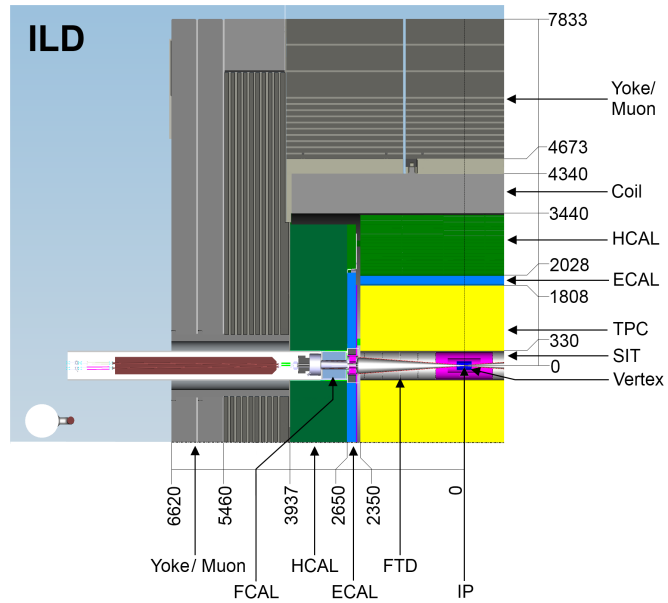 ILD
7833
Yoke/
Muon
4673
4340
Coil
3440
HCAL
2028
ECAL
1808
TPC
330
SIT
0
Vertex
6620
5460
3937
2650
2350
0
Yoke/ Muon
HCAL
FTD
FCAL
ECAL
IP